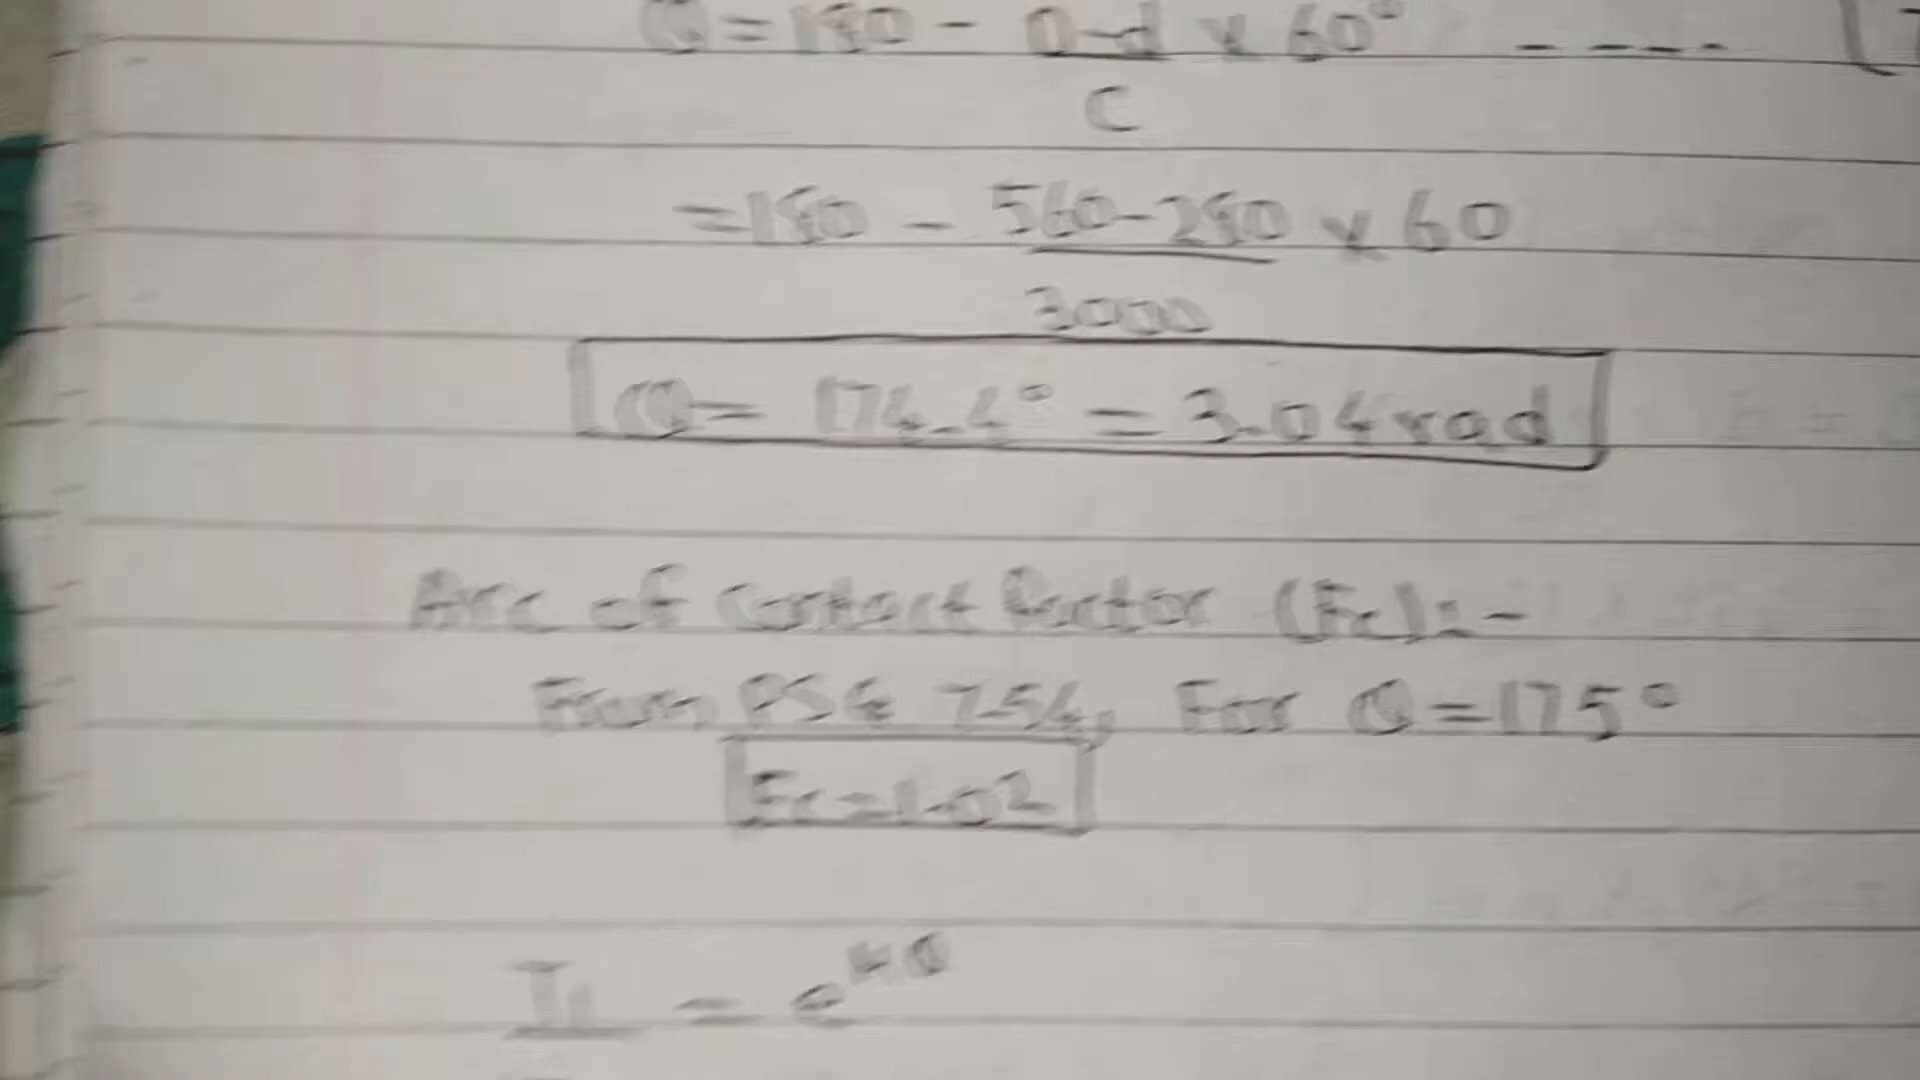 θ = 180 - D-d x 60° - - - - [
C
= 180 - 560-280 x 60
3000
θ = 174.4° = 3.04 rad
Arc of Contact Factor (Fc):-
From PSG 7.54, For θ = 175°
Fc = 1.02
T1 = e^μθ